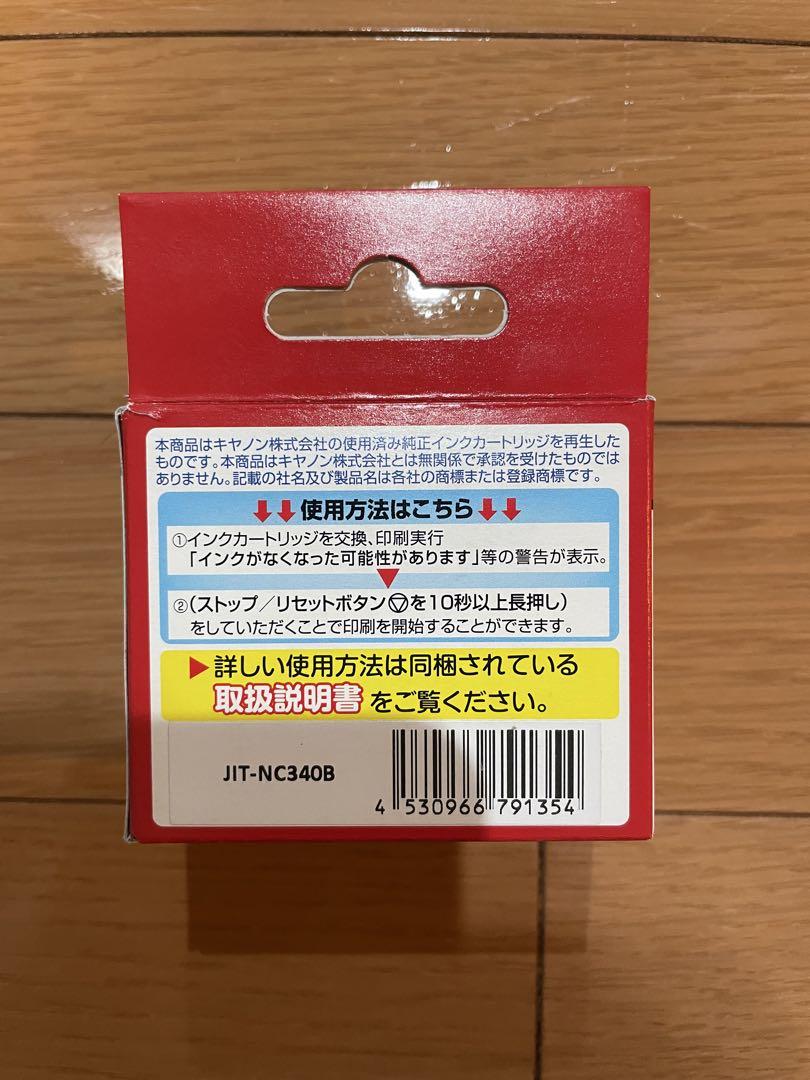 本商品はキヤノン株式会社の使用済み純正インクカートリッジを再生した
ものです。本商品はキヤノン株式会社とは無関係で承認を受けたものでは
ありません。記載の社名及び製品名は各社の商標または登録商標です。
使用方法はこちら
①インクカートリッジを交換、印刷実行
「インクがなくなった可能性があります」等の警告が表示。
②(ストップ/リセットボタンを10秒以上長押し)
をしていただくことで印刷を開始することができます。
詳しい使用方法は同梱されている
取扱説明書をご覧ください。
JIT-NC340B
4 530966 791354